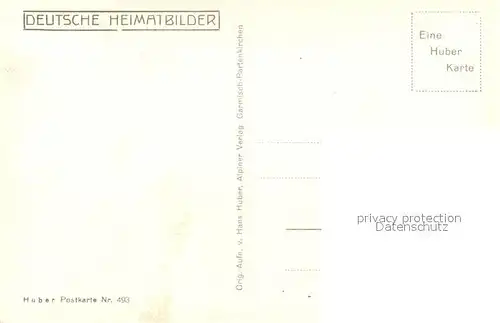 DEUTSCHE HEIMATBILDER
Eine
Huber
Karte
Orig.-Aufn. v. Hans Huber, Alpiner Verlag, Garmisch-Partenkirchen
privacy protection
Datenschutz
Huber Postkarte Nr. 493